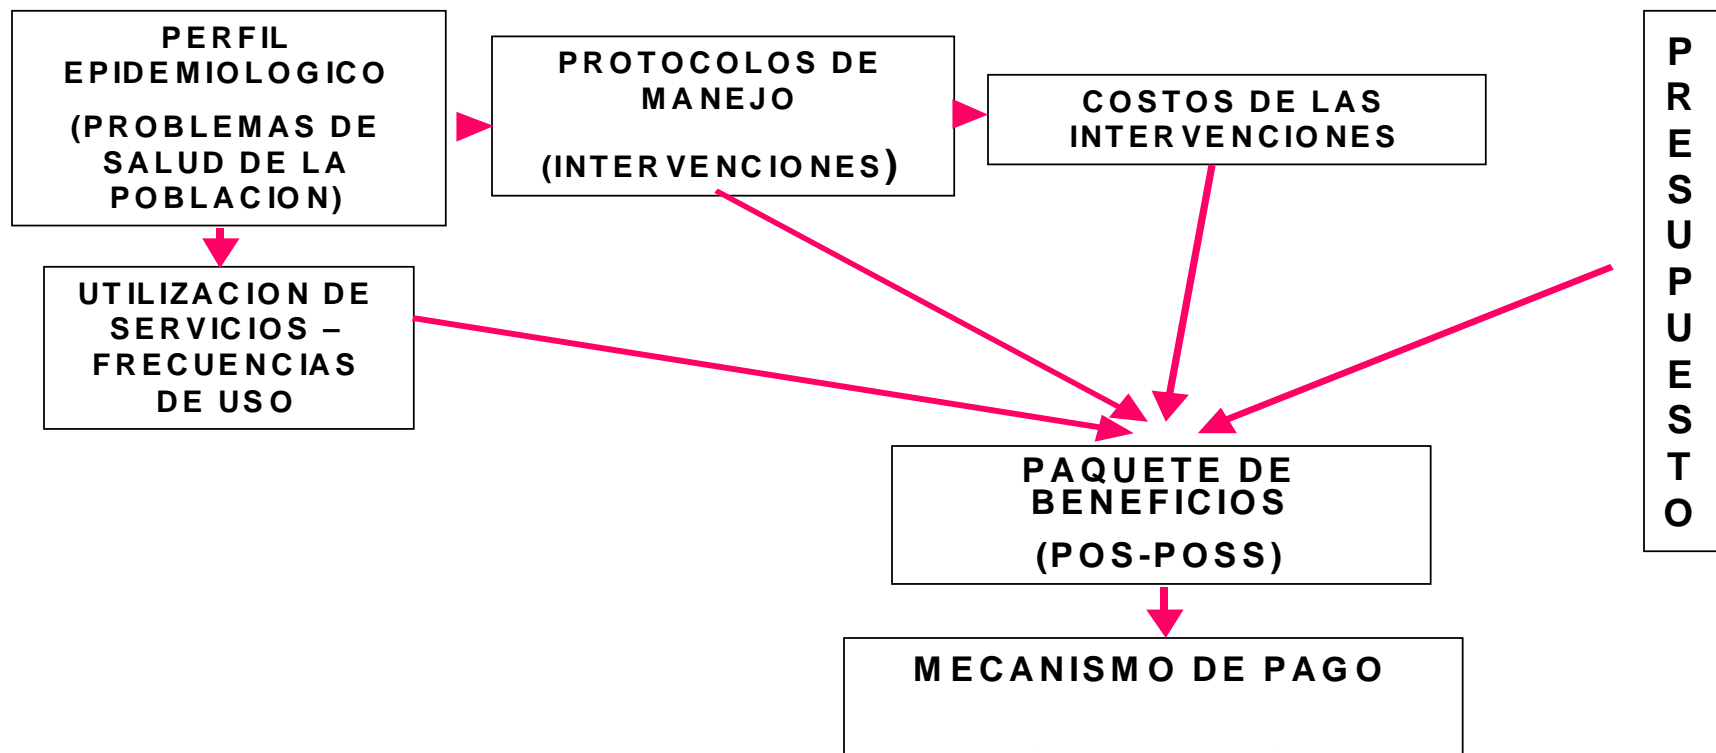 PERFIL
EPIDEMIOLOGICO
(PROBLEMAS DE
SALUD DE LA
POBLACION)
PROTOCOLOS DE
MANEJO
(INTERVENCIONES)
COSTOS DE LAS
INTERVENCIONES
UTILIZACION DE
SERVICIOS –
FRECUENCIAS
DE USO
PAQUETE DE
BENEFICIOS
(POS-POSS)
MECANISMO DE PAGO
P
R
E
S
U
P
U
E
S
T
O